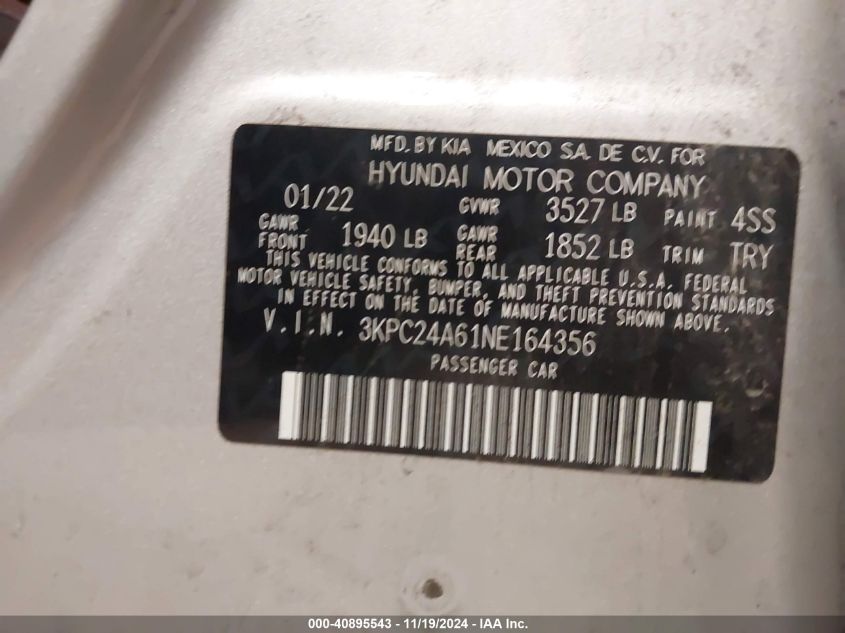 MFD. BY KIA MEXICO S.A. DE C.V. FOR
HYUNDAI MOTOR COMPANY
01/22 GVWR 3527 LB PAINT 4SS
GAWR FRONT 1940 LB GAWR REAR 1852 LB TRIM TRY
THIS VEHICLE CONFORMS TO ALL APPLICABLE U.S.A. FEDERAL
MOTOR VEHICLE SAFETY, BUMPER, AND THEFT PREVENTION STANDARDS
IN EFFECT ON THE DATE OF MANUFACTURE SHOWN ABOVE.
V.I.N. 3KPC24A61NE164356
PASSENGER CAR
000-40895543 - 11/19/2024 - IAA Inc.